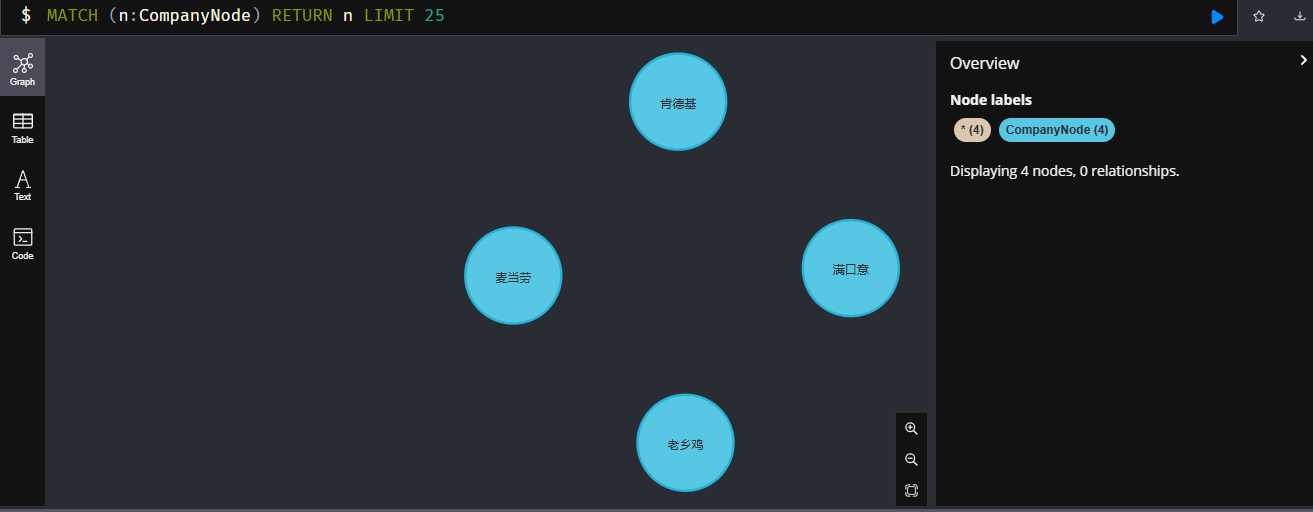 $ MATCH (n:CompanyNode) RETURN n LIMIT 25
Graph
Table
Text
Code
肯德基
麦当劳
满口意
老乡鸡
Overview
Node labels
* (4) CompanyNode (4)
Displaying 4 nodes, 0 relationships.